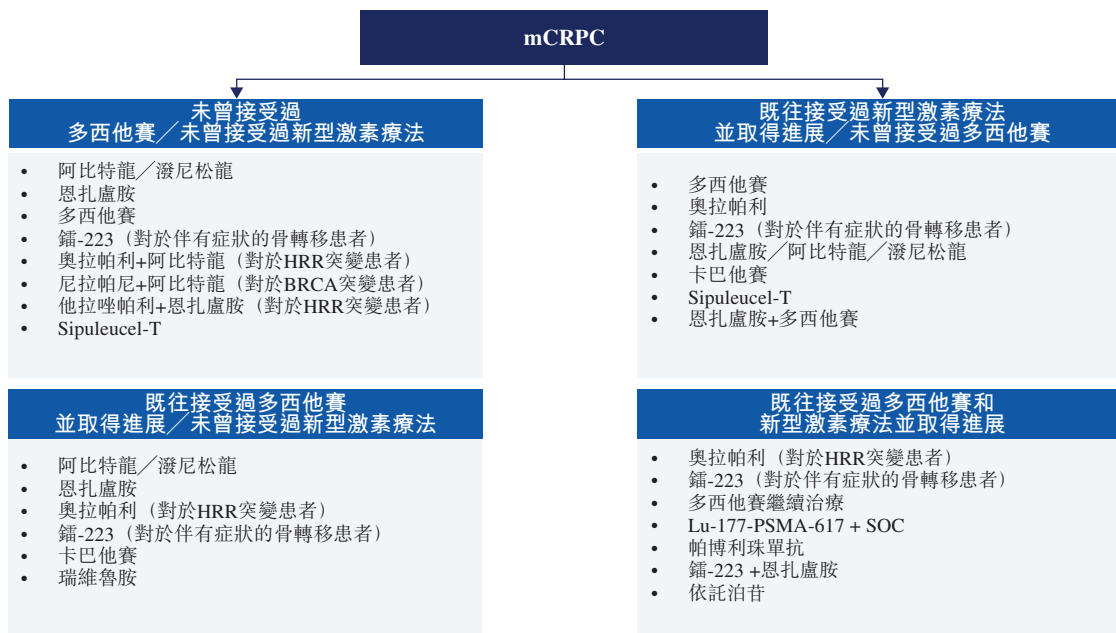 mCRPC
未曾接受過
多西他賽／未曾接受過新型激素療法
• 阿比特龍／潑尼松龍
• 恩扎盧胺
• 多西他賽
• 鐳-223（對於伴有症狀的骨轉移患者）
• 奧拉帕利+阿比特龍（對於HRR突變患者）
• 尼拉帕尼+阿比特龍（對於BRCA突變患者）
• 他拉唑帕利+恩扎盧胺（對於HRR突變患者）
• Sipuleucel-T
既往接受過新型激素療法
並取得進展／未曾接受過多西他賽
• 多西他賽
• 奧拉帕利
• 鐳-223（對於伴有症狀的骨轉移患者）
• 恩扎盧胺／阿比特龍／潑尼松龍
• 卡巴他賽
• Sipuleucel-T
• 恩扎盧胺+多西他賽
既往接受過多西他賽
並取得進展／未曾接受過新型激素療法
• 阿比特龍／潑尼松龍
• 恩扎盧胺
• 奧拉帕利（對於HRR突變患者）
• 鐳-223（對於伴有症狀的骨轉移患者）
• 卡巴他賽
• 瑞維魯胺
既往接受過多西他賽和
新型激素療法並取得進展
• 奧拉帕利（對於HRR突變患者）
• 鐳-223（對於伴有症狀的骨轉移患者）
• 多西他賽繼續治療
• Lu-177-PSMA-617 + SOC
• 帕博利珠單抗
• 鐳-223 +恩扎盧胺
• 依託泊苷